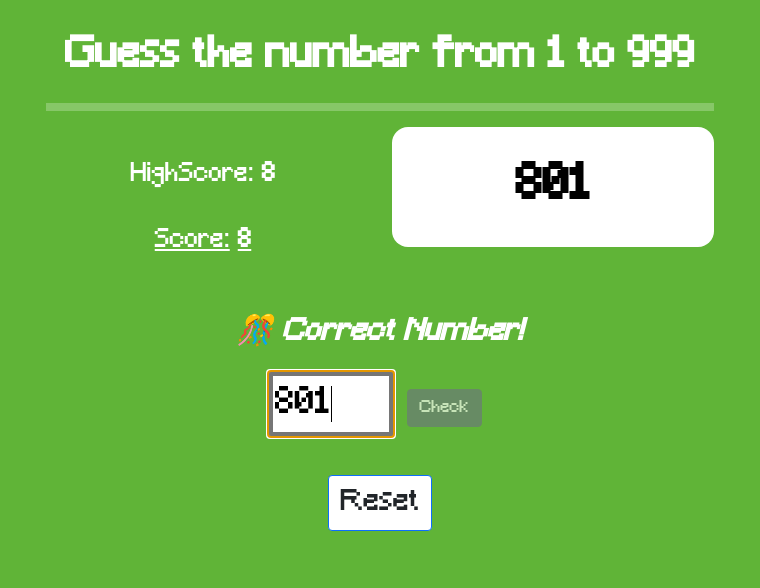 Guess the number from 1 to 999
HighScore: 8
801
Score: 8
🎊 Correct Number!
801
Check
Reset